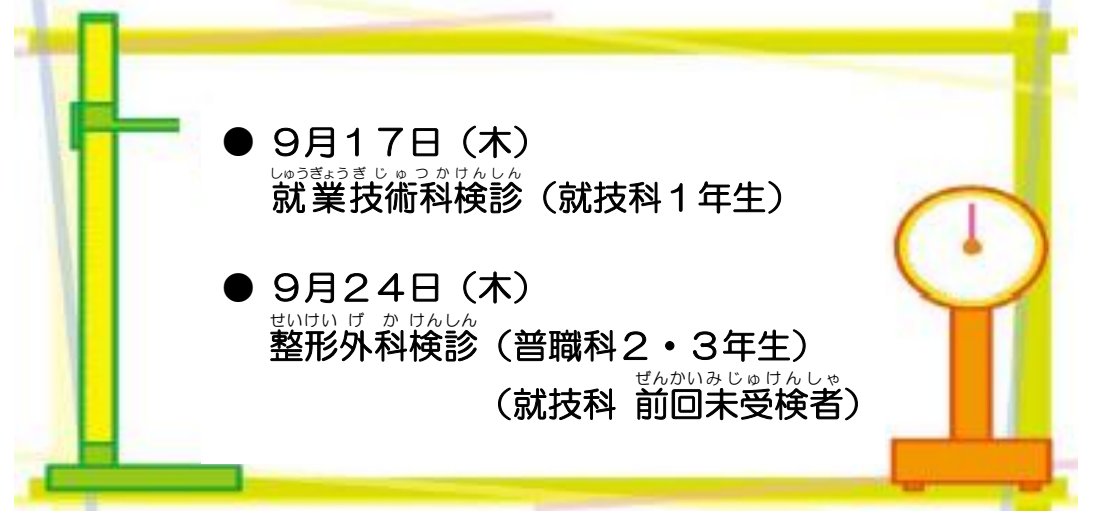 ● ９月１７日（木）
しゅうぎょうぎじゅつかけんしん
就業技術科検診（就技科１年生）
● ９月２４日（木）
せいけいげかけんしん
整形外科検診（普職科２・３年生）
ぜんかいみじゅけんしゃ
（就技科 前回未受検者）